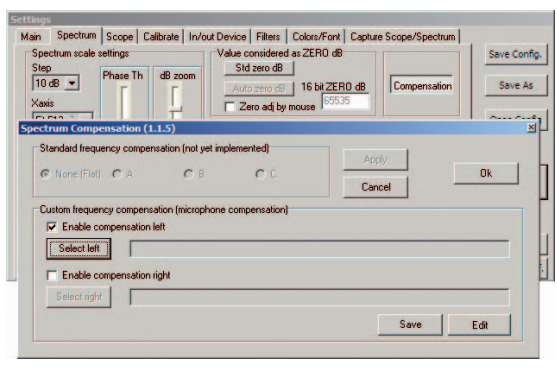 Settings
Main Spectrum Scope Calibrate In/out Device Filters Colors/Font Capture Scope/Spectrum
Spectrum scale settings
Step
10 dB
Phase Th
dB zoom
Xaxis
Value considered as ZERO dB
Std zero dB
Auto zero dB
16 bit ZERO dB
65535
Zero adj by mouse
Compensation
Save Config.
Save As
Spectrum Compensation (1.1.5)
Standard frequency compensation (not yet implemented)
None (Flat) A B C
Apply
Cancel
Ok
Custom frequency compensation (microphone compensation)
Enable compensation left
Select left
Enable compensation right
Select right
Save Edit